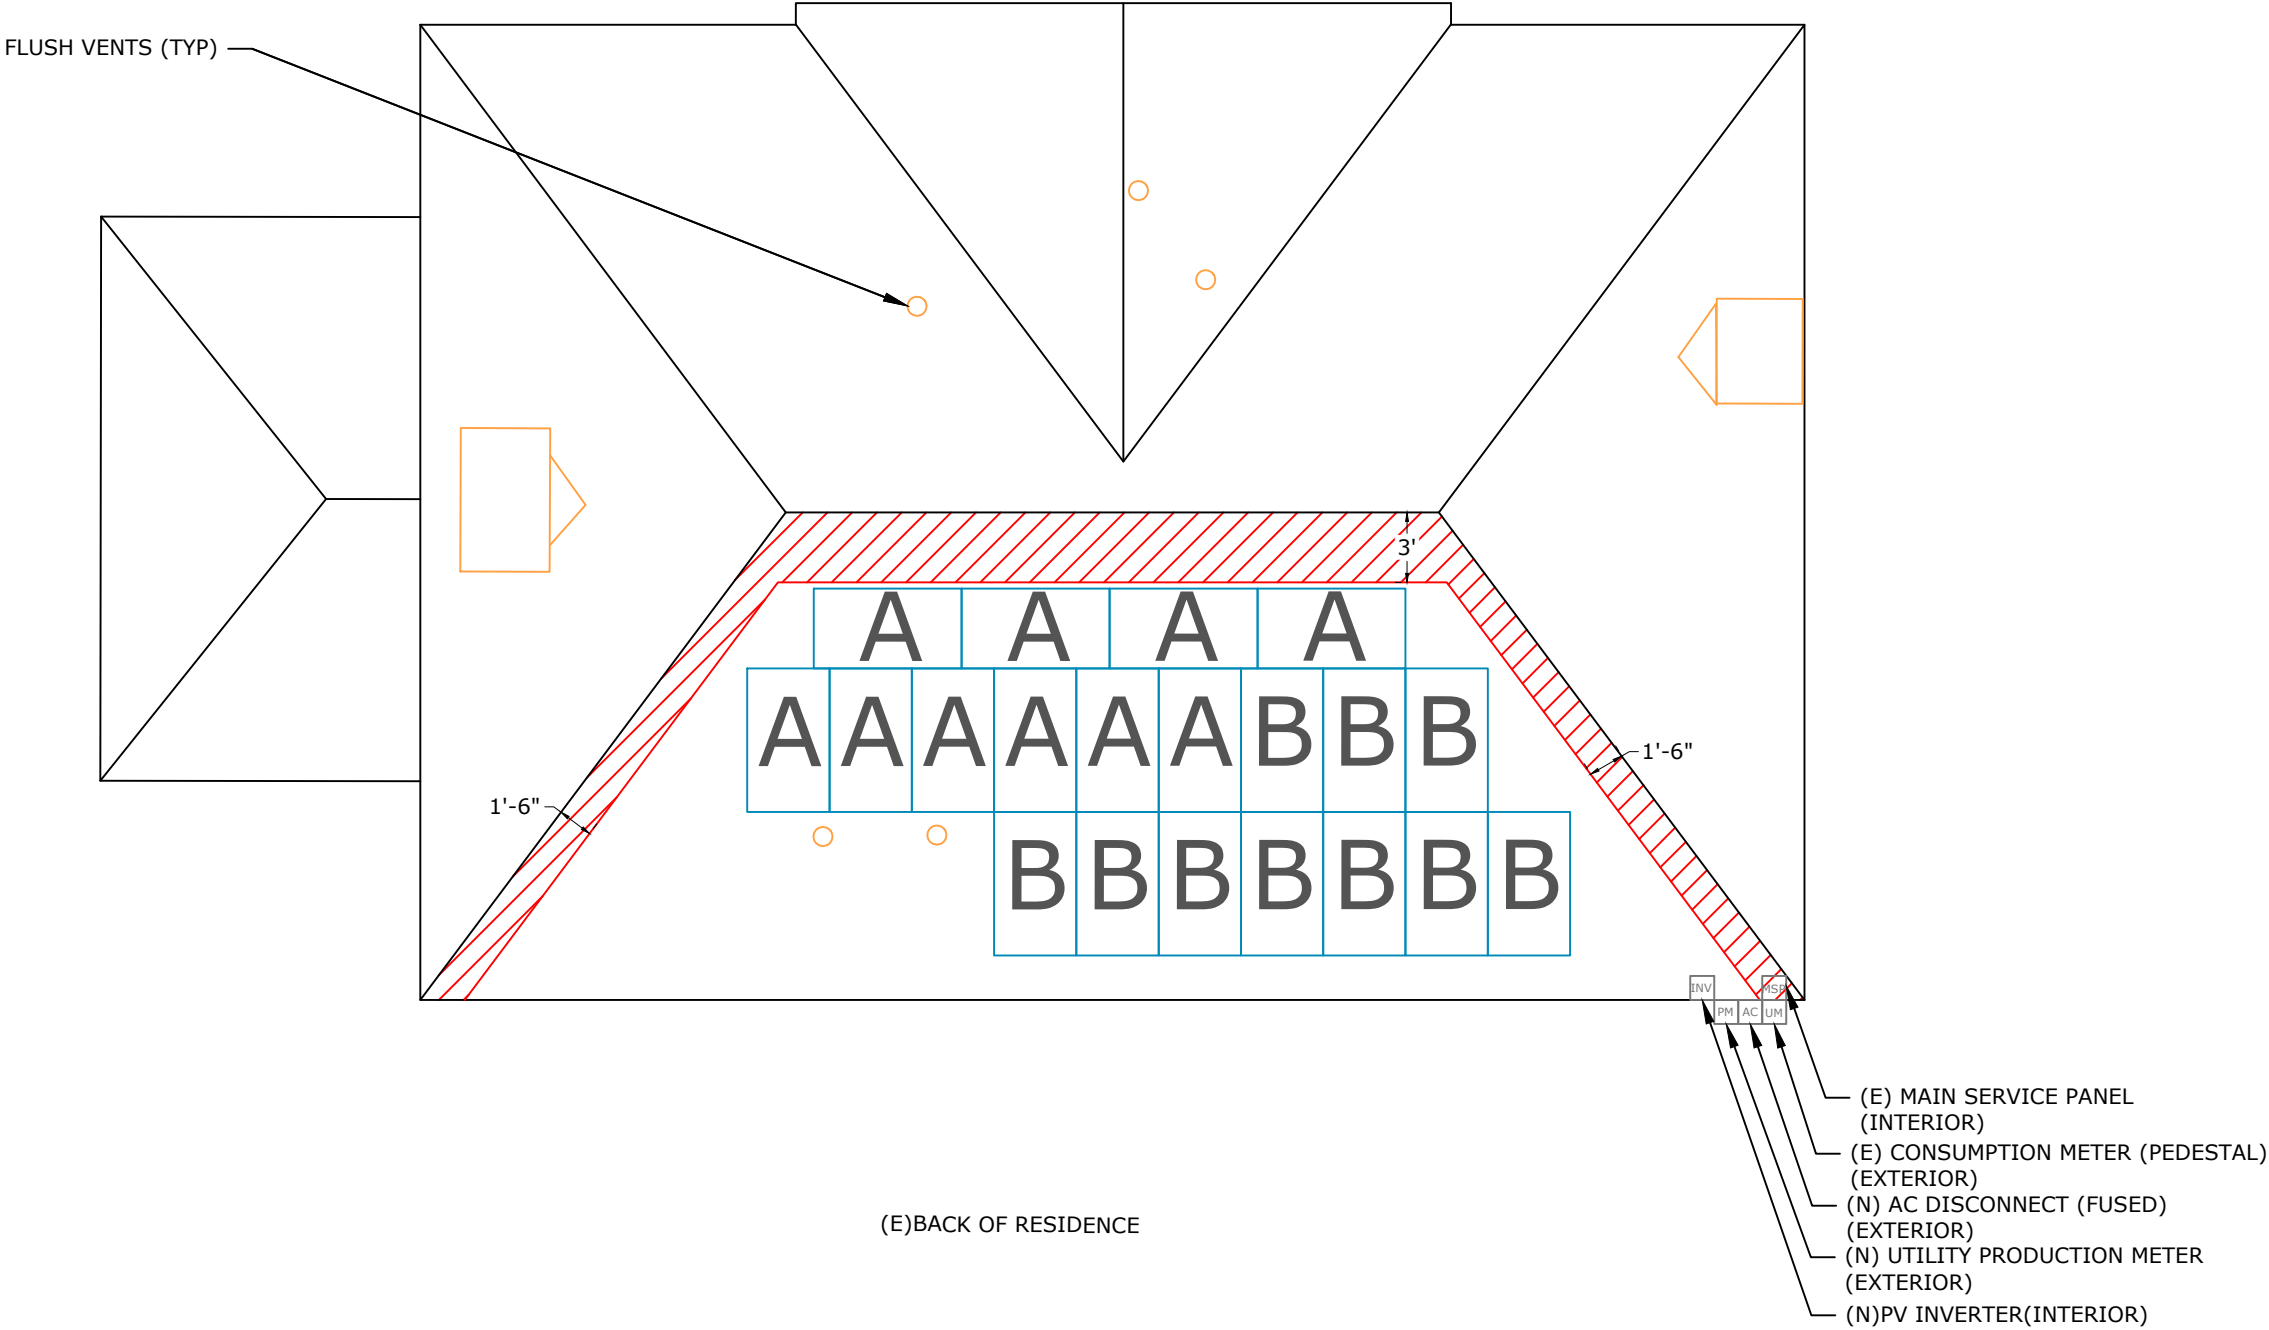 FLUSH VENTS (TYP)
3'
A A A A
A A A A A A B B B
1'-6"
1'-6"
B B B B B B B
INV
MSP
PM
AC
UM
(E) MAIN SERVICE PANEL
(INTERIOR)
(E) CONSUMPTION METER (PEDESTAL)
(EXTERIOR)
(N) AC DISCONNECT (FUSED)
(EXTERIOR)
(E)BACK OF RESIDENCE
(N) UTILITY PRODUCTION METER
(EXTERIOR)
(N)PV INVERTER(INTERIOR)